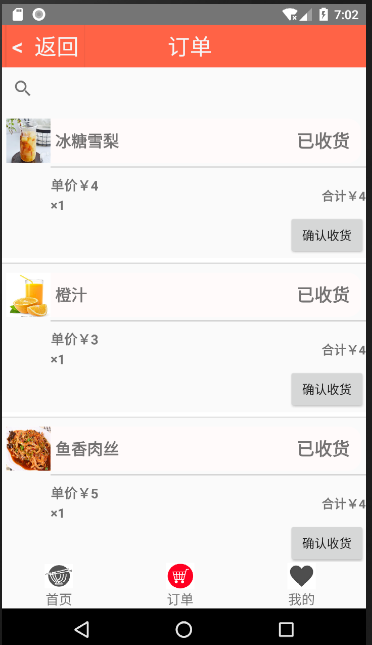 7:02
< 返回 订单
冰糖雪梨 已收货
单价￥4
合计￥4
×1
确认收货
橙汁 已收货
单价￥3
合计￥4
×1
确认收货
鱼香肉丝 已收货
单价￥5
合计￥4
×1
确认收货
首页 订单 我的